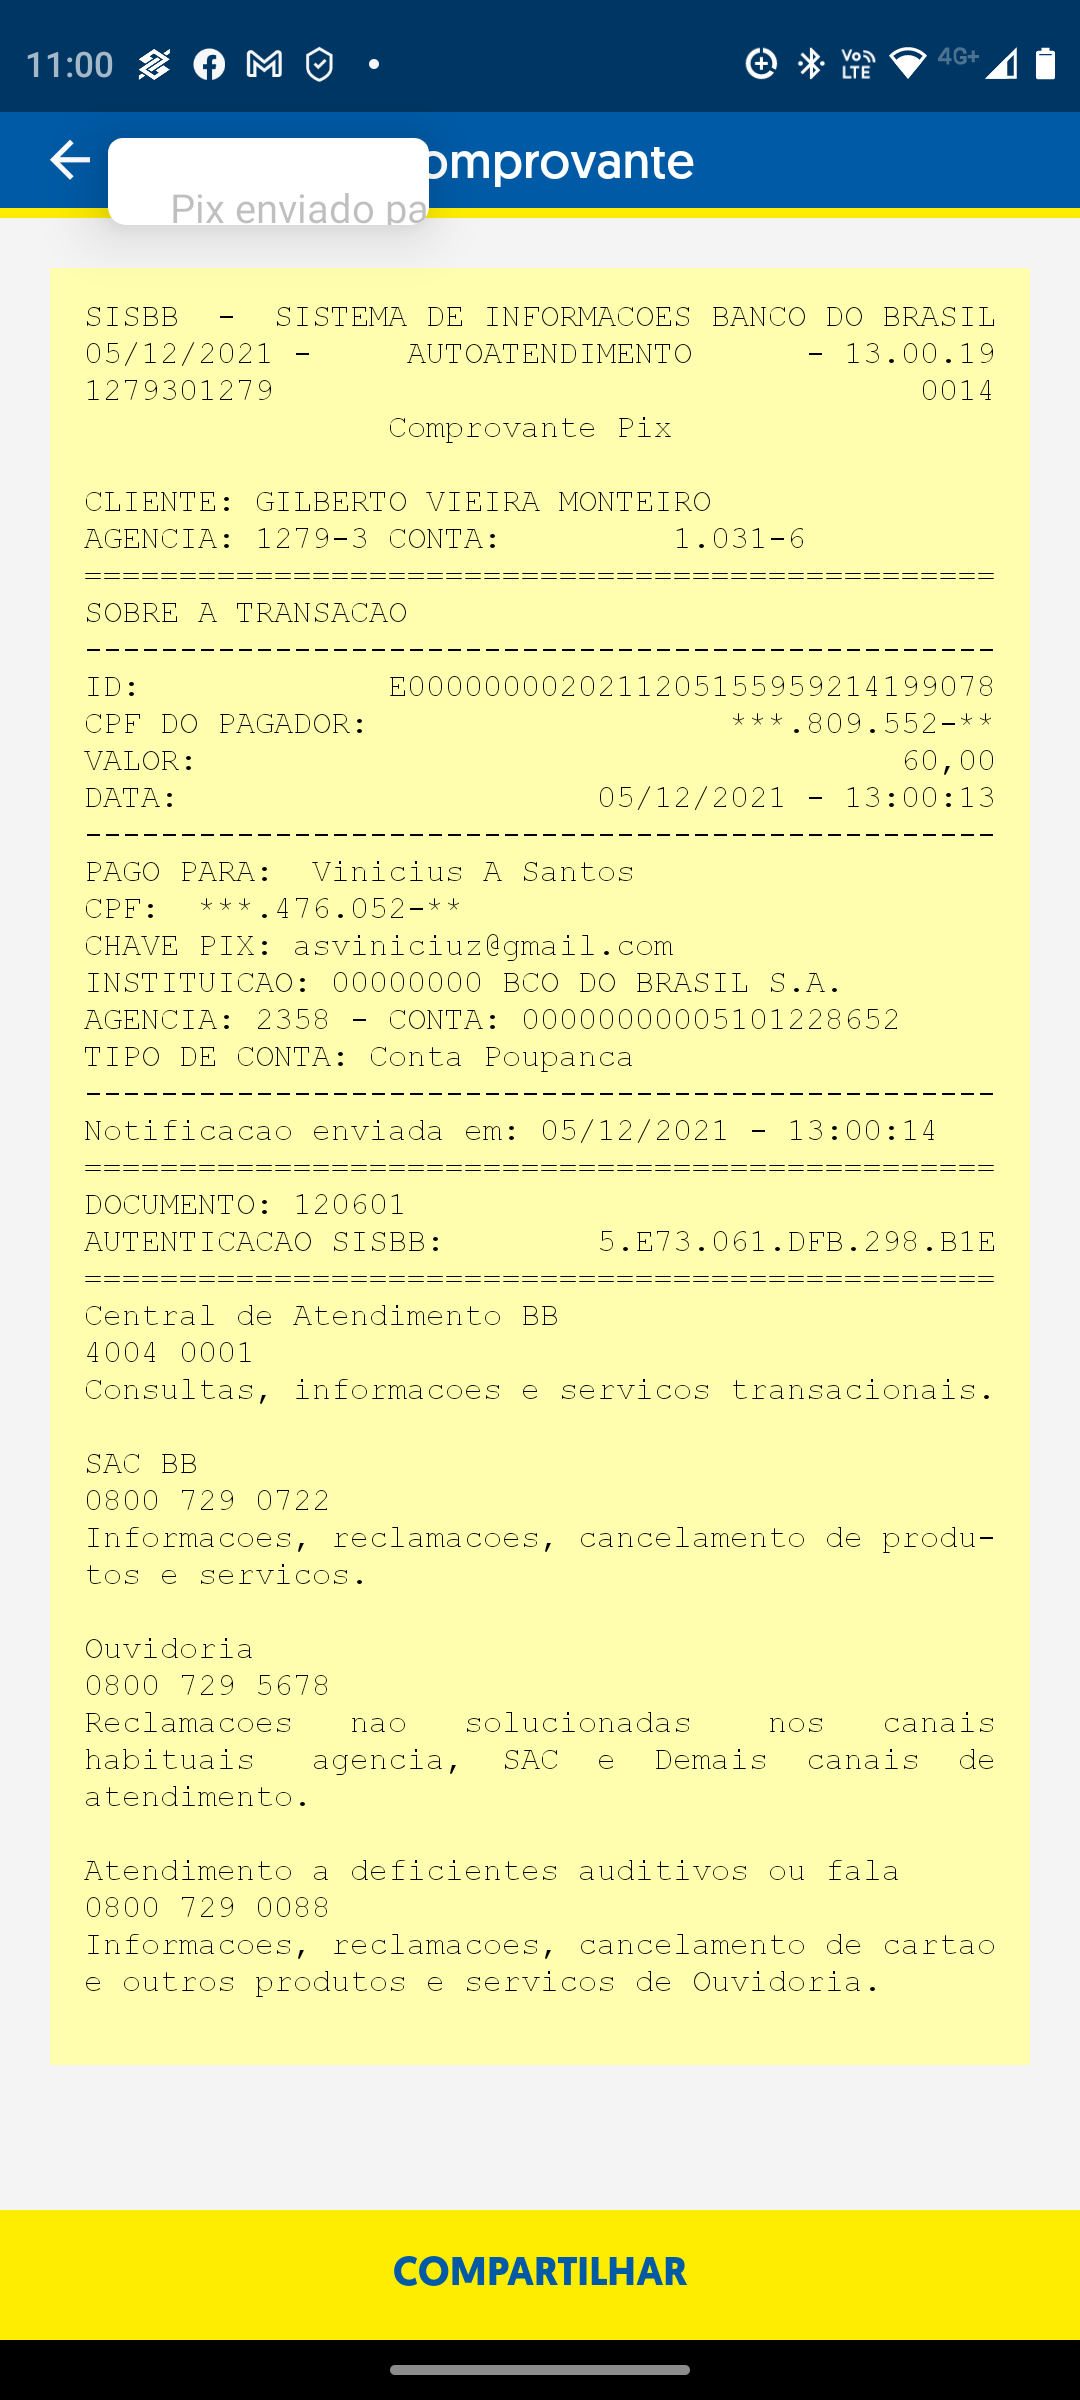 11:00
4G+
omprovante
Pix enviado pa
SISBB - SISTEMA DE INFORMACOES BANCO DO BRASIL
05/12/2021 - AUTOATENDIMENTO - 13.00.19
1279301279 0014
Comprovante Pix
CLIENTE: GILBERTO VIEIRA MONTEIRO
AGENCIA: 1279-3 CONTA: 1.031-6
================================================
SOBRE A TRANSACAO
------------------------------------------------
ID: E0000000020211205155959214199078
CPF DO PAGADOR: ***.809.552-**
VALOR: 60,00
DATA: 05/12/2021 - 13:00:13
------------------------------------------------
PAGO PARA: Vinicius A Santos
CPF: ***.476.052-**
CHAVE PIX: asviniciuz@gmail.com
INSTITUICAO: 00000000 BCO DO BRASIL S.A.
AGENCIA: 2358 - CONTA: 00000000005101228652
TIPO DE CONTA: Conta Poupanca
------------------------------------------------
Notificacao enviada em: 05/12/2021 - 13:00:14
================================================
DOCUMENTO: 120601
AUTENTICACAO SISBB: 5.E73.061.DFB.298.B1E
================================================
Central de Atendimento BB
4004 0001
Consultas, informacoes e servicos transacionais.
SAC BB
0800 729 0722
Informacoes, reclamacoes, cancelamento de produ-
tos e servicos.
Ouvidoria
0800 729 5678
Reclamacoes nao solucionadas nos canais
habituais agencia, SAC e Demais canais de
atendimento.
Atendimento a deficientes auditivos ou fala
0800 729 0088
Informacoes, reclamacoes, cancelamento de cartao
e outros produtos e servicos de Ouvidoria.
COMPARTILHAR